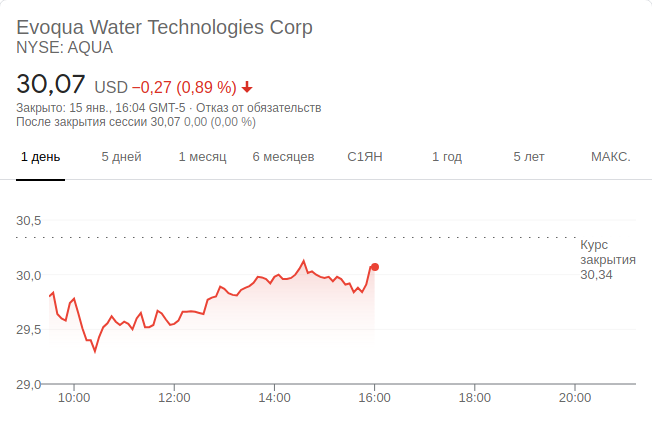 Evoqua Water Technologies Corp
NYSE: AQUA
30,07 USD −0,27 (0,89 %)
Закрыто: 15 янв., 16:04 GMT-5 · Отказ от обязательств
После закрытия сессии 30,07 0,00 (0,00 %)
1 день 5 дней 1 месяц 6 месяцев С1ЯН 1 год 5 лет МАКС.
30,5
Курс
закрытия
30,34
30,0
29,5
29,0
10:00 12:00 14:00 16:00 18:00 20:00